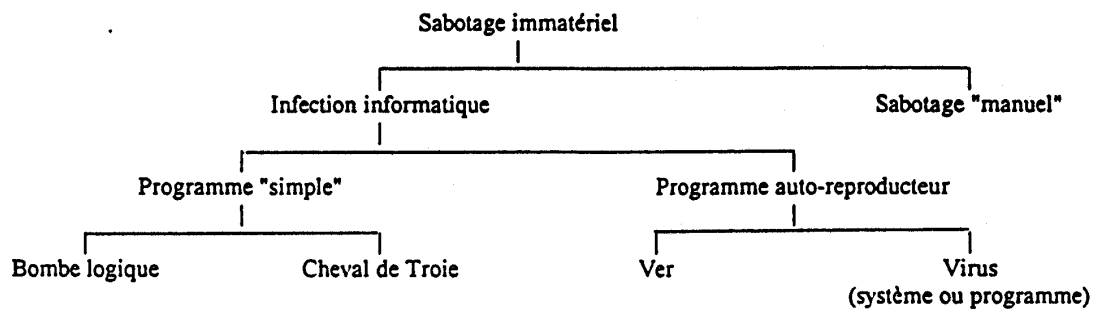 Sabotage immatériel
Infection informatique
Sabotage "manuel"
Programme "simple"
Programme auto-reproducteur
Bombe logique
Cheval de Troie
Ver
Virus
(système ou programme)